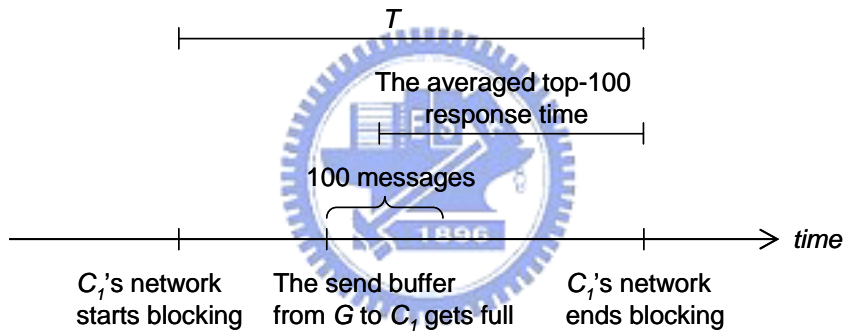 T
The averaged top-100
response time
100 messages
1896
time
C1's network
starts blocking
The send buffer
from G to C1 gets full
C1's network
ends blocking